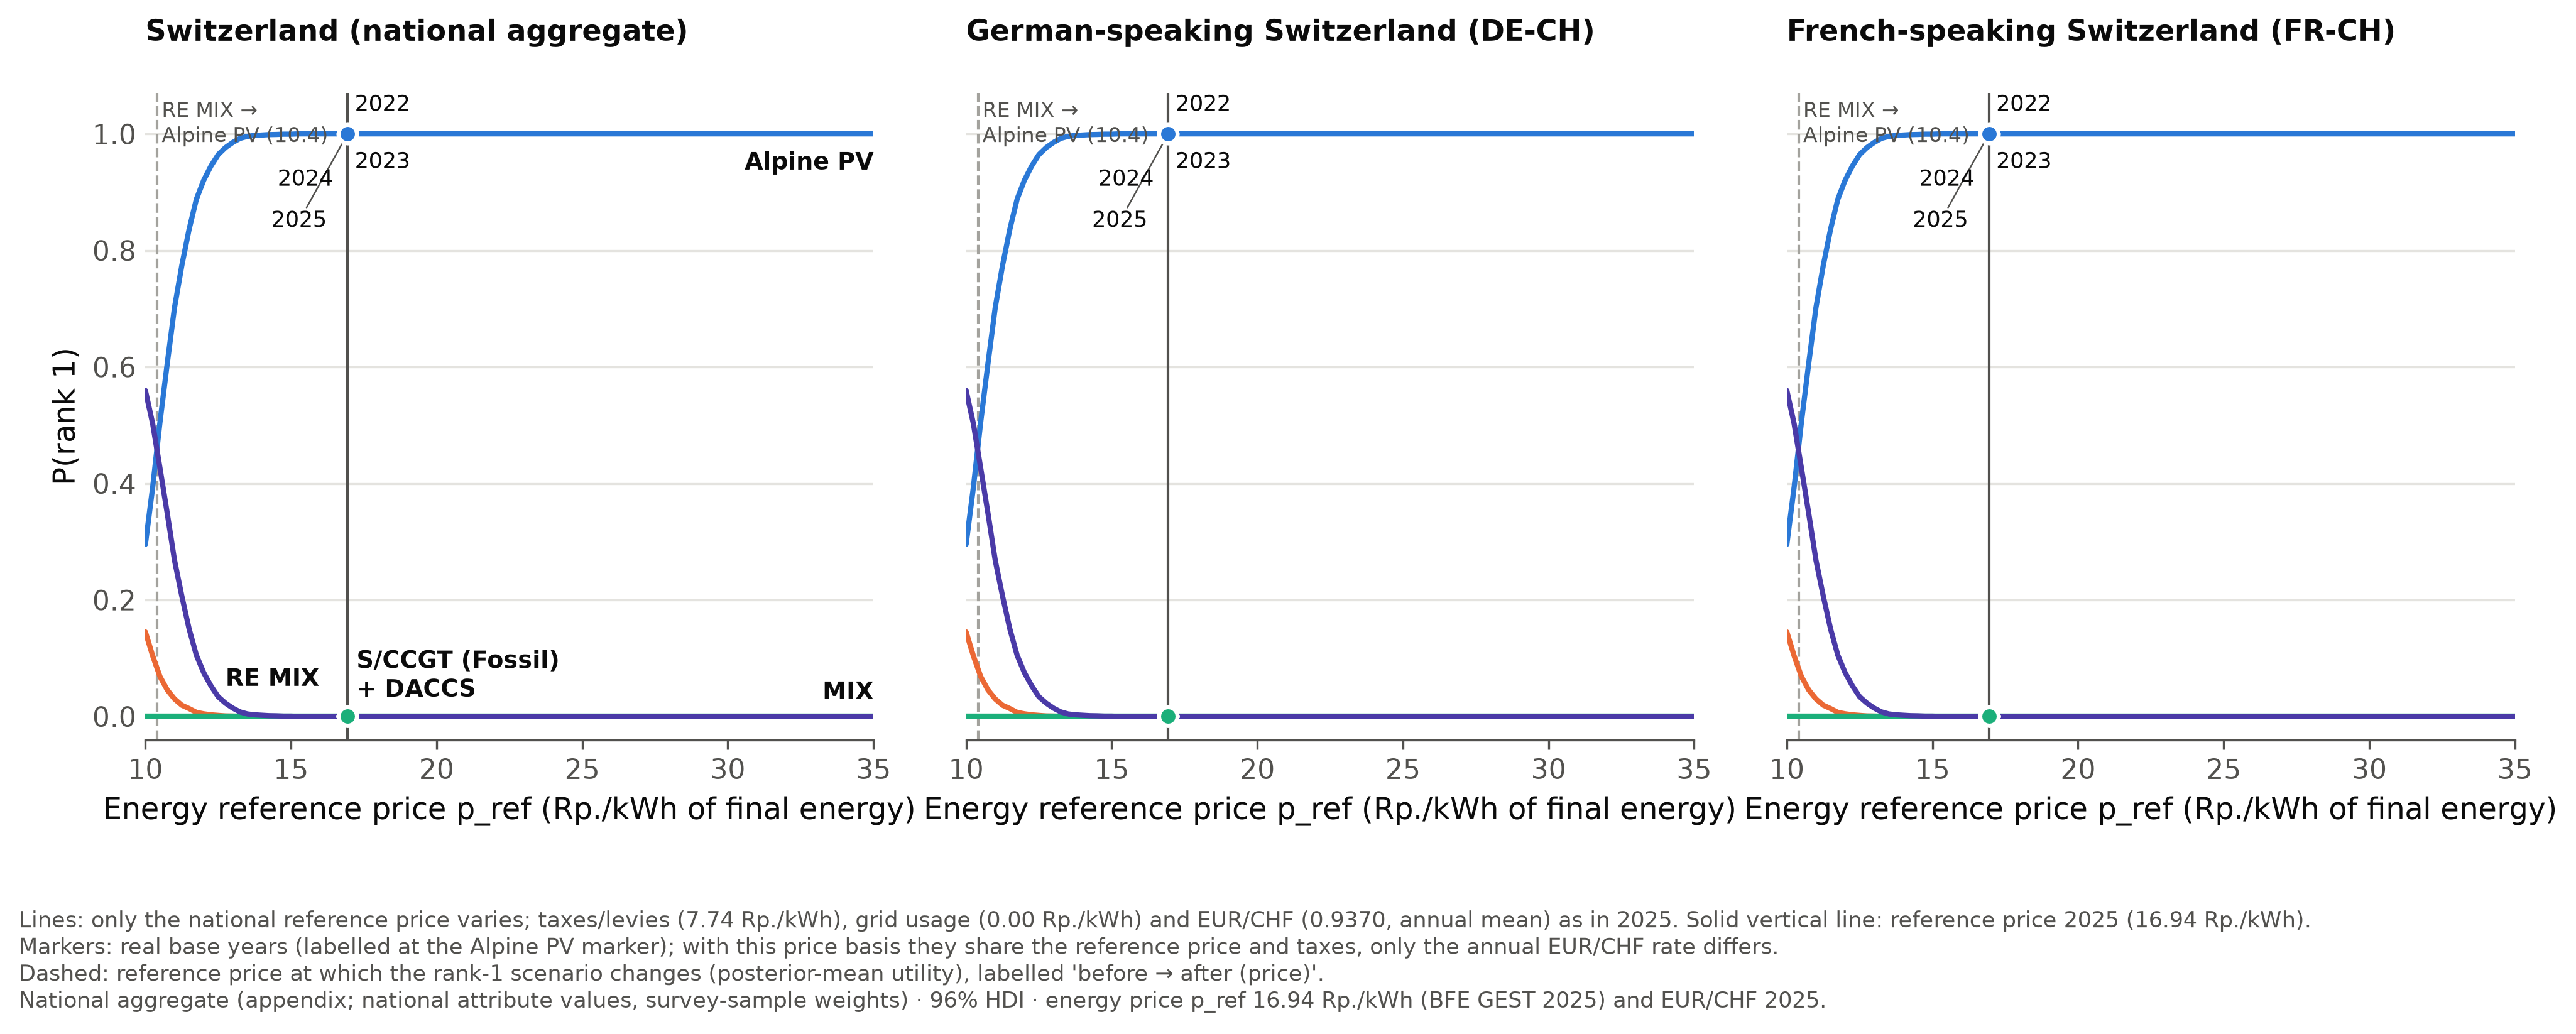 Switzerland (national aggregate)
German-speaking Switzerland (DE-CH)
French-speaking Switzerland (FR-CH)
P(rank 1)
1.0
0.8
0.6
0.4
0.2
0.0
RE MIX →
Alpine PV (10.4)
2022
2023
2024
2025
Alpine PV
RE MIX
S/CCGT (Fossil)
+ DACCS
MIX
10 15 20 25 30 35
Energy reference price p_ref (Rp./kWh of final energy)
RE MIX →
Alpine PV (10.4)
2022
2023
2024
2025
10 15 20 25 30 35
Energy reference price p_ref (Rp./kWh of final energy)
RE MIX →
Alpine PV (10.4)
2022
2023
2024
2025
10 15 20 25 30 35
Energy reference price p_ref (Rp./kWh of final energy)
Lines: only the national reference price varies; taxes/levies (7.74 Rp./kWh), grid usage (0.00 Rp./kWh) and EUR/CHF (0.9370, annual mean) as in 2025. Solid vertical line: reference price 2025 (16.94 Rp./kWh).
Markers: real base years (labelled at the Alpine PV marker); with this price basis they share the reference price and taxes, only the annual EUR/CHF rate differs.
Dashed: reference price at which the rank-1 scenario changes (posterior-mean utility), labelled 'before → after (price)'.
National aggregate (appendix; national attribute values, survey-sample weights) · 96% HDI · energy price p_ref 16.94 Rp./kWh (BFE GEST 2025) and EUR/CHF 2025.